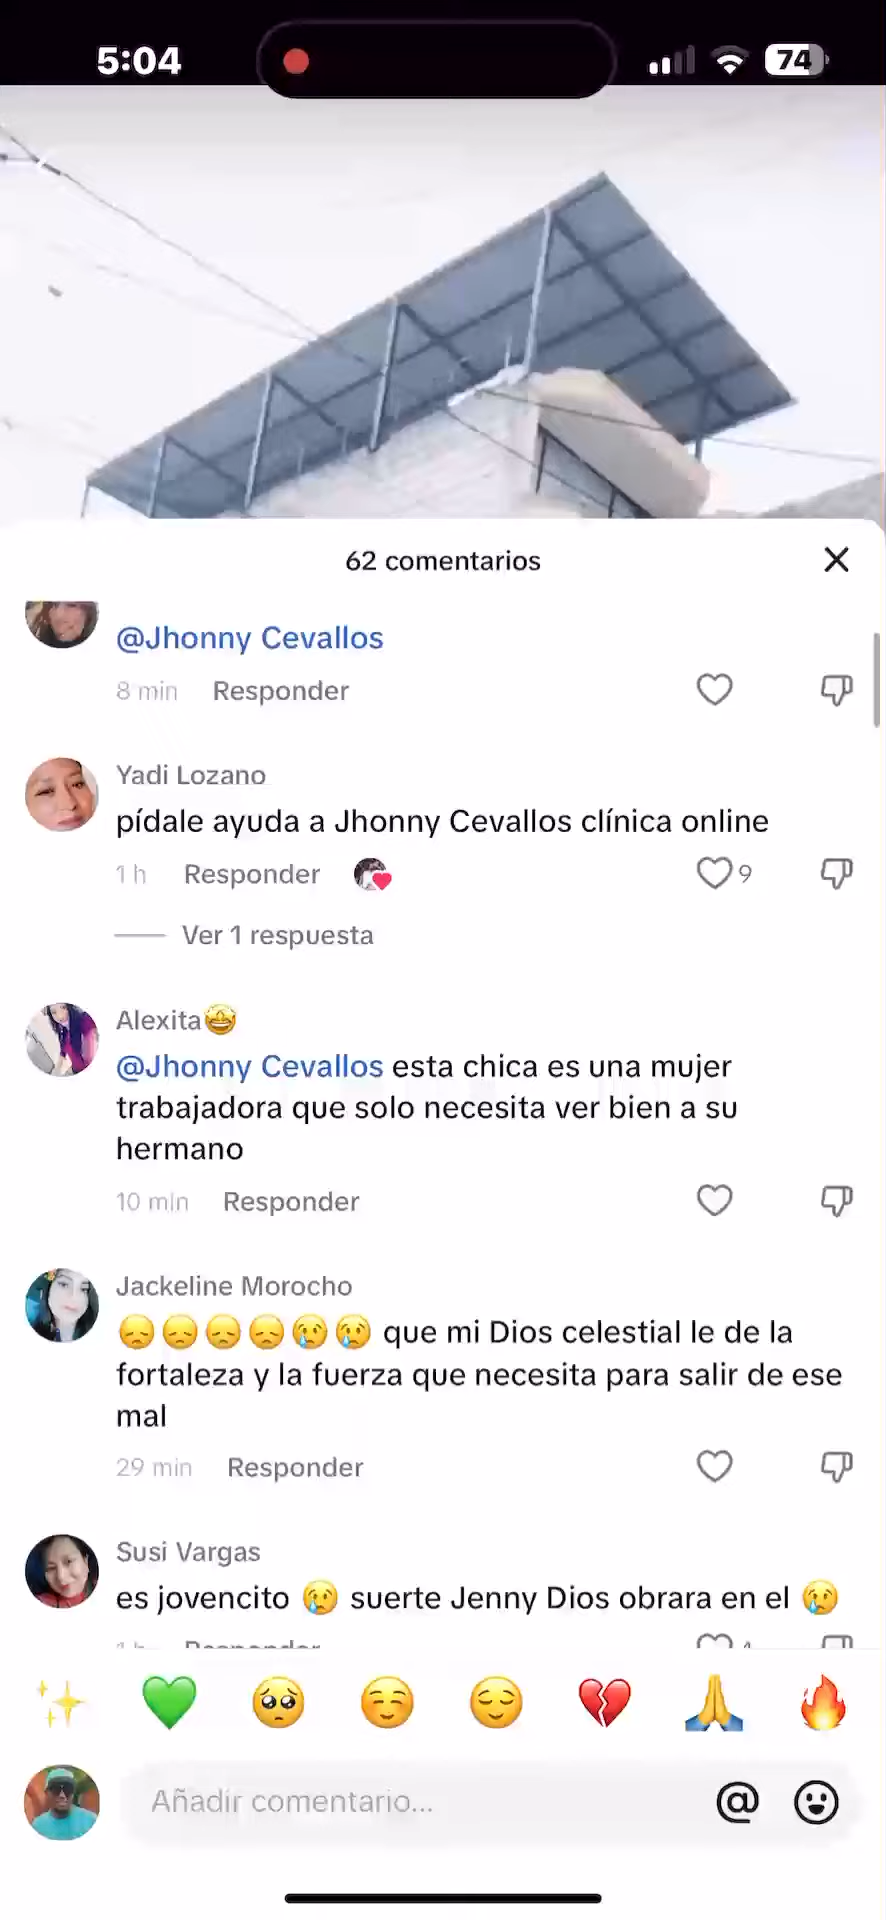 5:04
74
62 comentarios
@Jhonny Cevallos
8 min Responder
Yadi Lozano
pídale ayuda a Jhonny Cevallos clínica online
1 h Responder 9
Ver 1 respuesta
Alexita🤩
@Jhonny Cevallos esta chica es una mujer
trabajadora que solo necesita ver bien a su
hermano
10 min Responder
Jackeline Morocho
😞😞😞😞😢😢 que mi Dios celestial le de la
fortaleza y la fuerza que necesita para salir de ese
mal
29 min Responder
Susi Vargas
es jovencito 😢 suerte Jenny Dios obrara en el 😢
Responder
Añadir comentario...